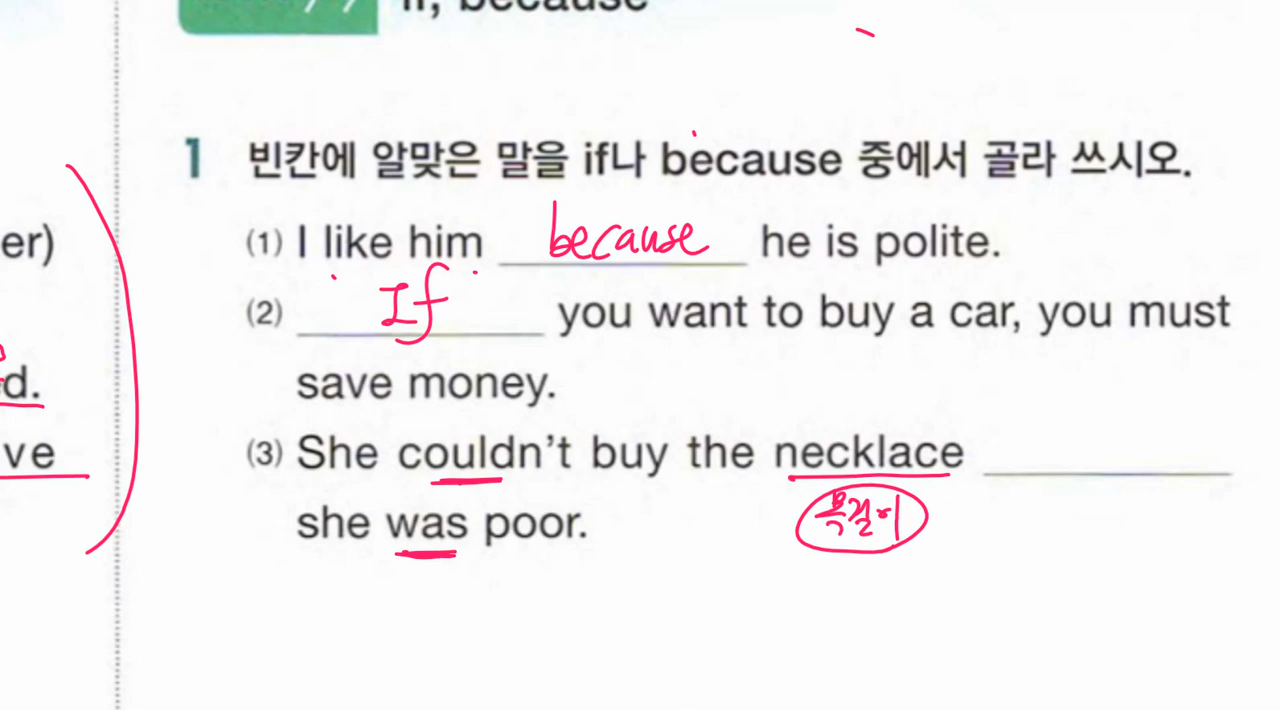 if, because
1 빈칸에 알맞은 말을 if나 because 중에서 골라 쓰시오.
(1) I like him because he is polite.
(2) If you want to buy a car, you must
save money.
(3) She couldn't buy the necklace
목걸이
she was poor.
er)
d.
ve